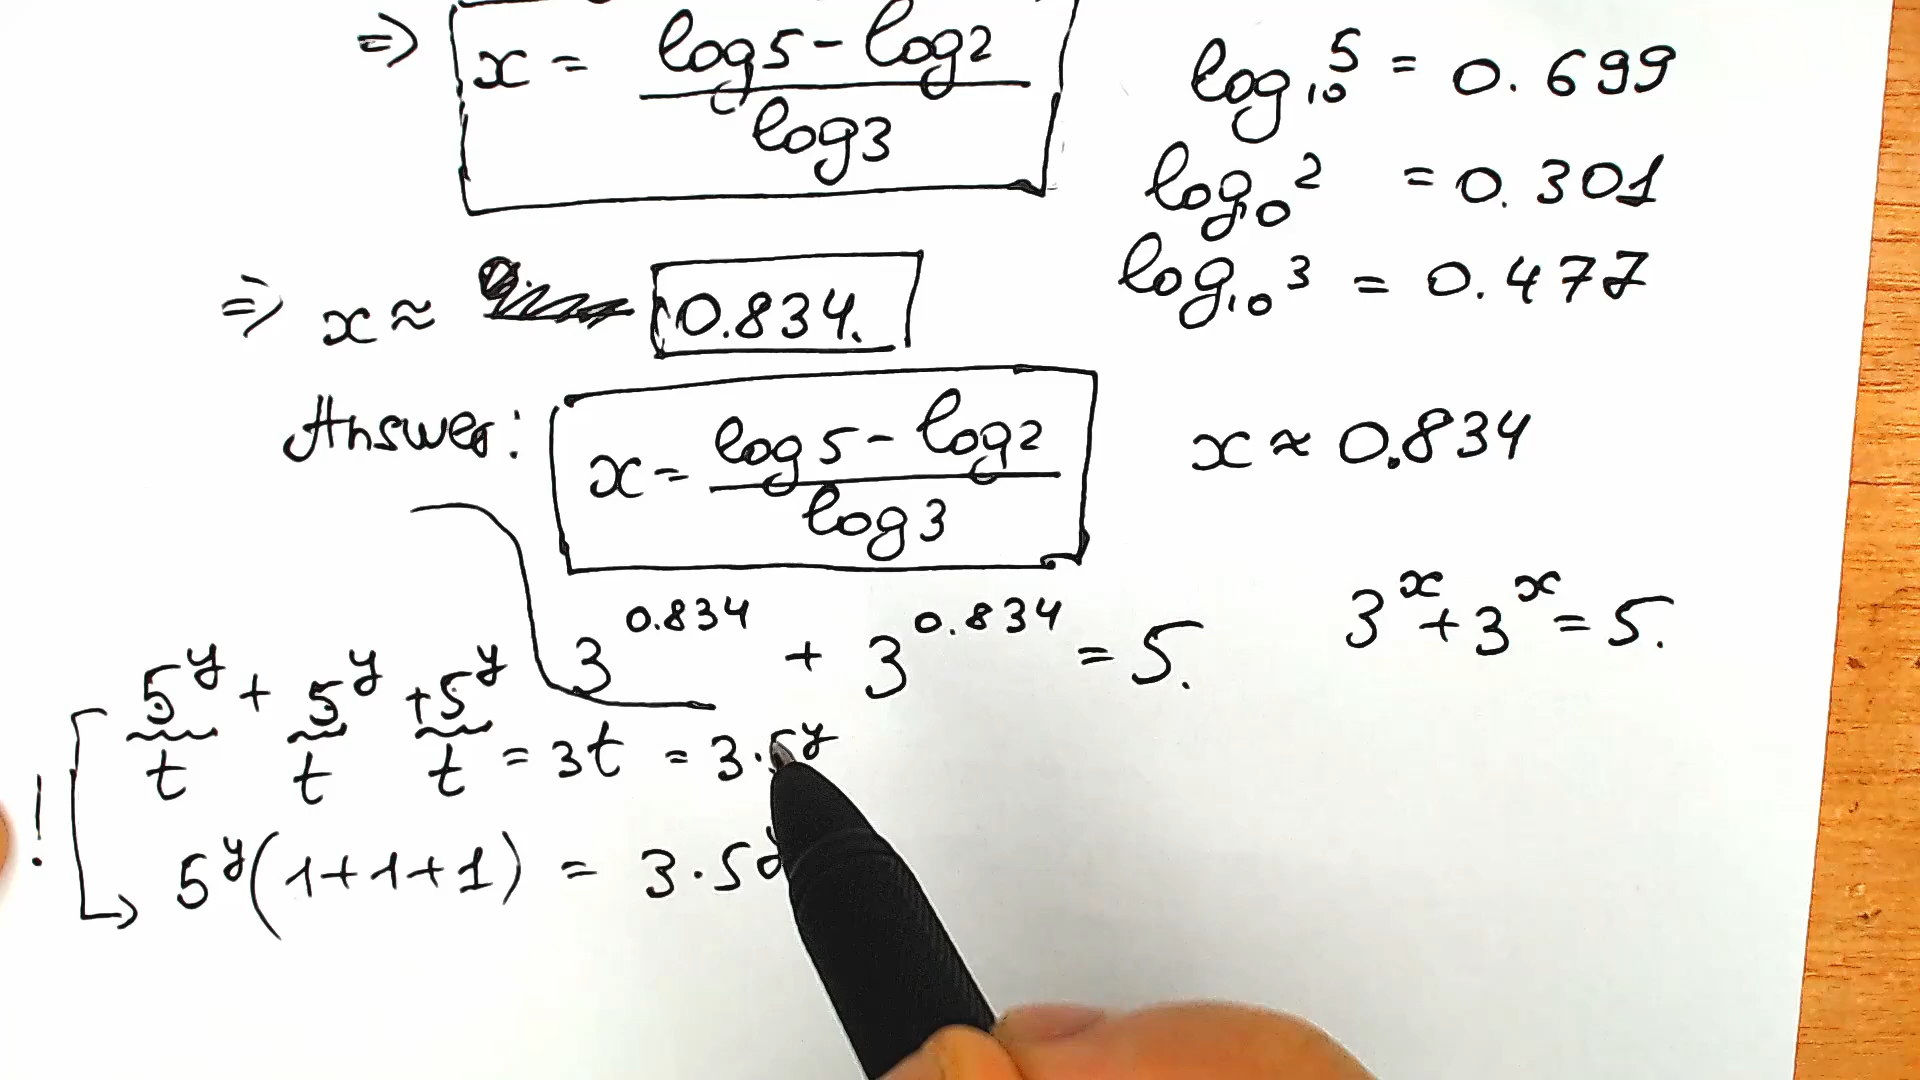 ⇒ x = (log5 - log2) / log3
log₁₀5 = 0.699
log₁₀2 = 0.301
log₁₀3 = 0.477
⇒ x ≈ 0.834.
Answer: x = (log5 - log2) / log3
x ≈ 0.834
3^0.834 + 3^0.834 = 5.
3^x + 3^x = 5.
5^y + 5^y + 5^y
t t t = 3t = 3·5^y
! 5^y(1+1+1) = 3·5^y